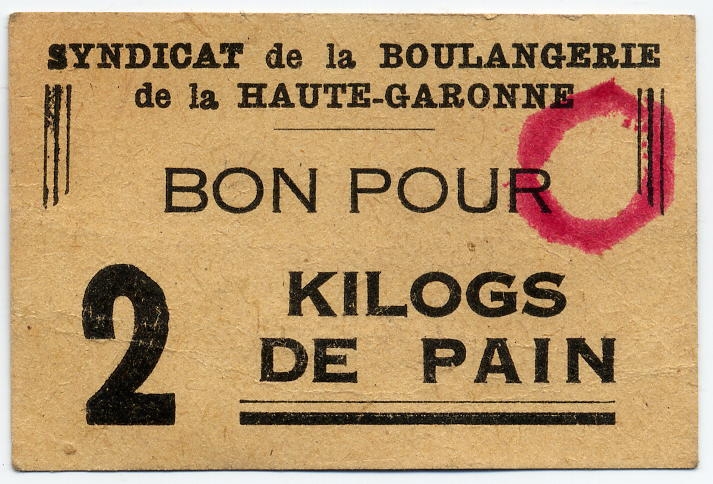 SYNDICAT de la BOULANGERIE
de la HAUTE-GARONNE
BON POUR
2 KILOGS
DE PAIN